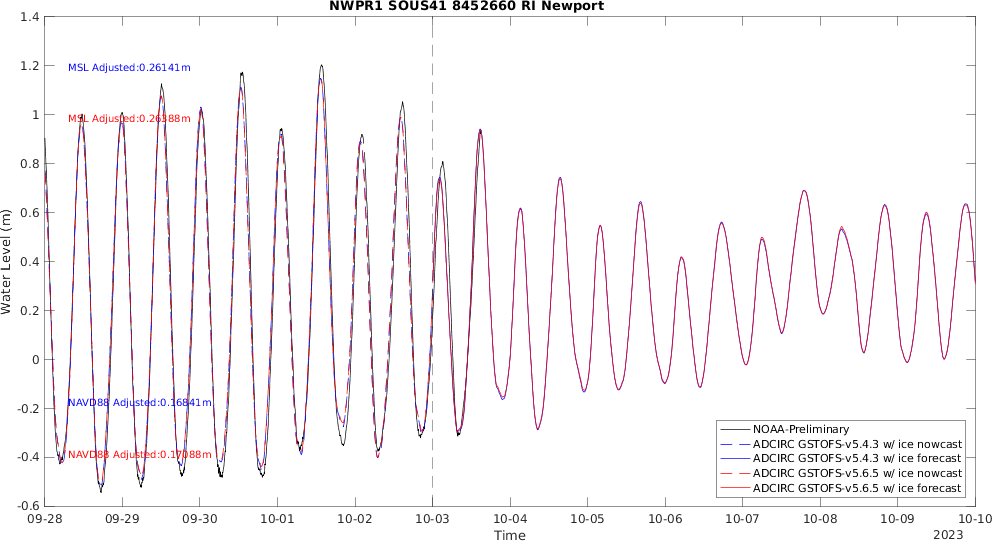 NWPR1 SOUS41 8452660 RI Newport
1.4
1.2
1
0.8
0.6
0.4
0.2
0
-0.2
-0.4
-0.6
Water Level (m)
MSL Adjusted:0.26141m
MSL Adjusted:0.26388m
NAVD88 Adjusted:0.16841m
NAVD88 Adjusted:0.17088m
NOAA-Preliminary
ADCIRC GSTOFS-v5.4.3 w/ ice nowcast
ADCIRC GSTOFS-v5.4.3 w/ ice forecast
ADCIRC GSTOFS-v5.6.5 w/ ice nowcast
ADCIRC GSTOFS-v5.6.5 w/ ice forecast
09-28 09-29 09-30 10-01 10-02 10-03 10-04 10-05 10-06 10-07 10-08 10-09 10-10
Time
2023